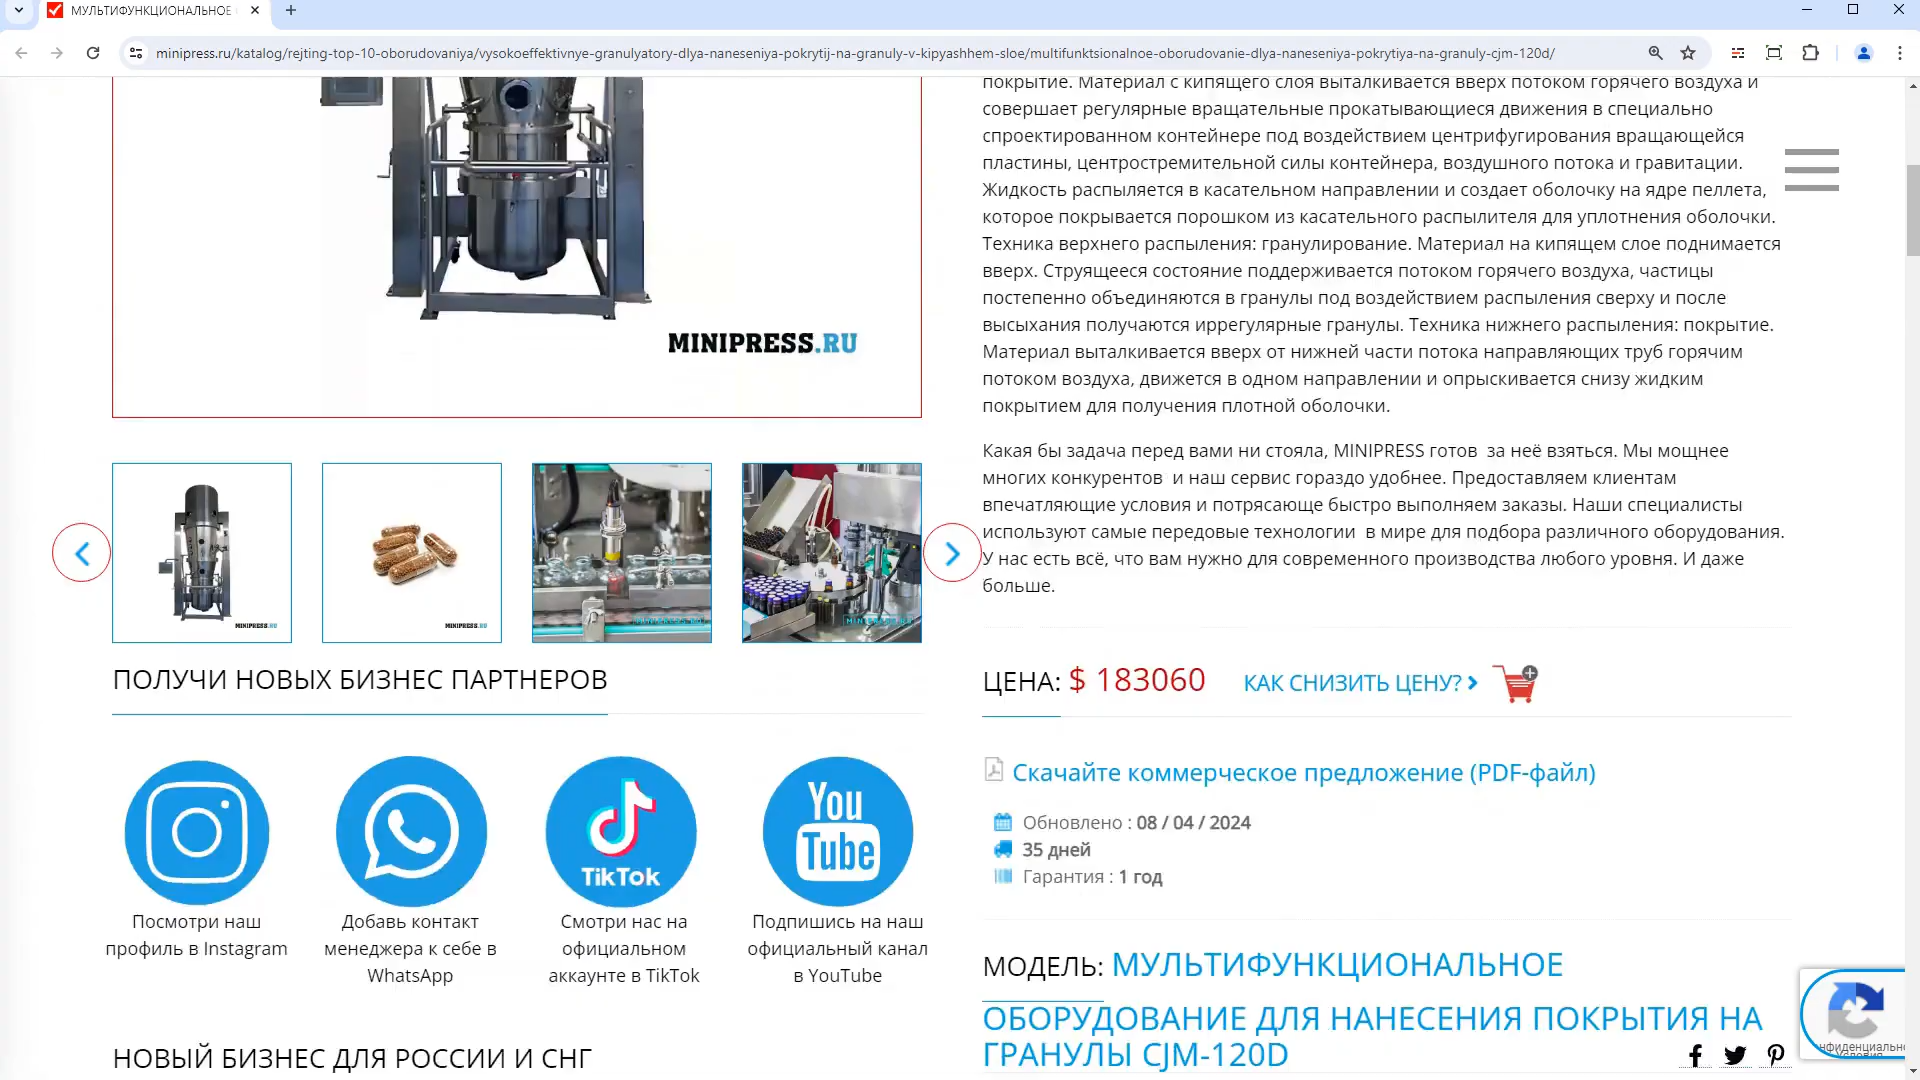 МУЛЬТИФУНКЦИОНАЛЬНОЕ
minipress.ru/katalog/rejting-top-10-oborudovaniya/vysokoeffektivnye-granulyatory-dlya-naneseniya-pokrytij-na-granuly-v-kipyashhem-sloe/multifunktsionalnoe-oborudovanie-dlya-naneseniya-pokrytiya-na-granuly-cjm-120d/
MINIPRESS.RU
MINIPRESS.RU
MINIPRESS.RU
MINIPRESS.RU
MINIPRESS.RU
ПОЛУЧИ НОВЫХ БИЗНЕС ПАРТНЕРОВ
TikTok
You
Tube
Посмотри наш
профиль в Instagram
Добавь контакт
менеджера к себе в
WhatsApp
Смотри нас на
официальном
аккаунте в TikTok
Подпишись на наш
официальный канал
в YouTube
НОВЫЙ БИЗНЕС ДЛЯ РОССИИ И СНГ
покрытие. Материал с кипящего слоя выталкивается вверх потоком горячего воздуха и
совершает регулярные вращательные прокатывающиеся движения в специально
спроектированном контейнере под воздействием центрифугирования вращающейся
пластины, центростремительной силы контейнера, воздушного потока и гравитации.
Жидкость распыляется в касательном направлении и создает оболочку на ядре пеллета,
которое покрывается порошком из касательного распылителя для уплотнения оболочки.
Техника верхнего распыления: гранулирование. Материал на кипящем слое поднимается
вверх. Струящееся состояние поддерживается потоком горячего воздуха, частицы
постепенно объединяются в гранулы под воздействием распыления сверху и после
высыхания получаются иррегулярные гранулы. Техника нижнего распыления: покрытие.
Материал выталкивается вверх от нижней части потока направляющих труб горячим
потоком воздуха, движется в одном направлении и опрыскивается снизу жидким
покрытием для получения плотной оболочки.
Какая бы задача перед вами ни стояла, MINIPRESS готов за неё взяться. Мы мощнее
многих конкурентов и наш сервис гораздо удобнее. Предоставляем клиентам
впечатляющие условия и потрясающе быстро выполняем заказы. Наши специалисты
используют самые передовые технологии в мире для подбора различного оборудования.
У нас есть всё, что вам нужно для современного производства любого уровня. И даже
больше.
ЦЕНА: $ 183060 КАК СНИЗИТЬ ЦЕНУ?
Скачайте коммерческое предложение (PDF-файл)
Обновлено : 08 / 04 / 2024
35 дней
Гарантия : 1 год
МОДЕЛЬ: МУЛЬТИФУНКЦИОНАЛЬНОЕ
ОБОРУДОВАНИЕ ДЛЯ НАНЕСЕНИЯ ПОКРЫТИЯ НА
ГРАНУЛЫ CJM-120D